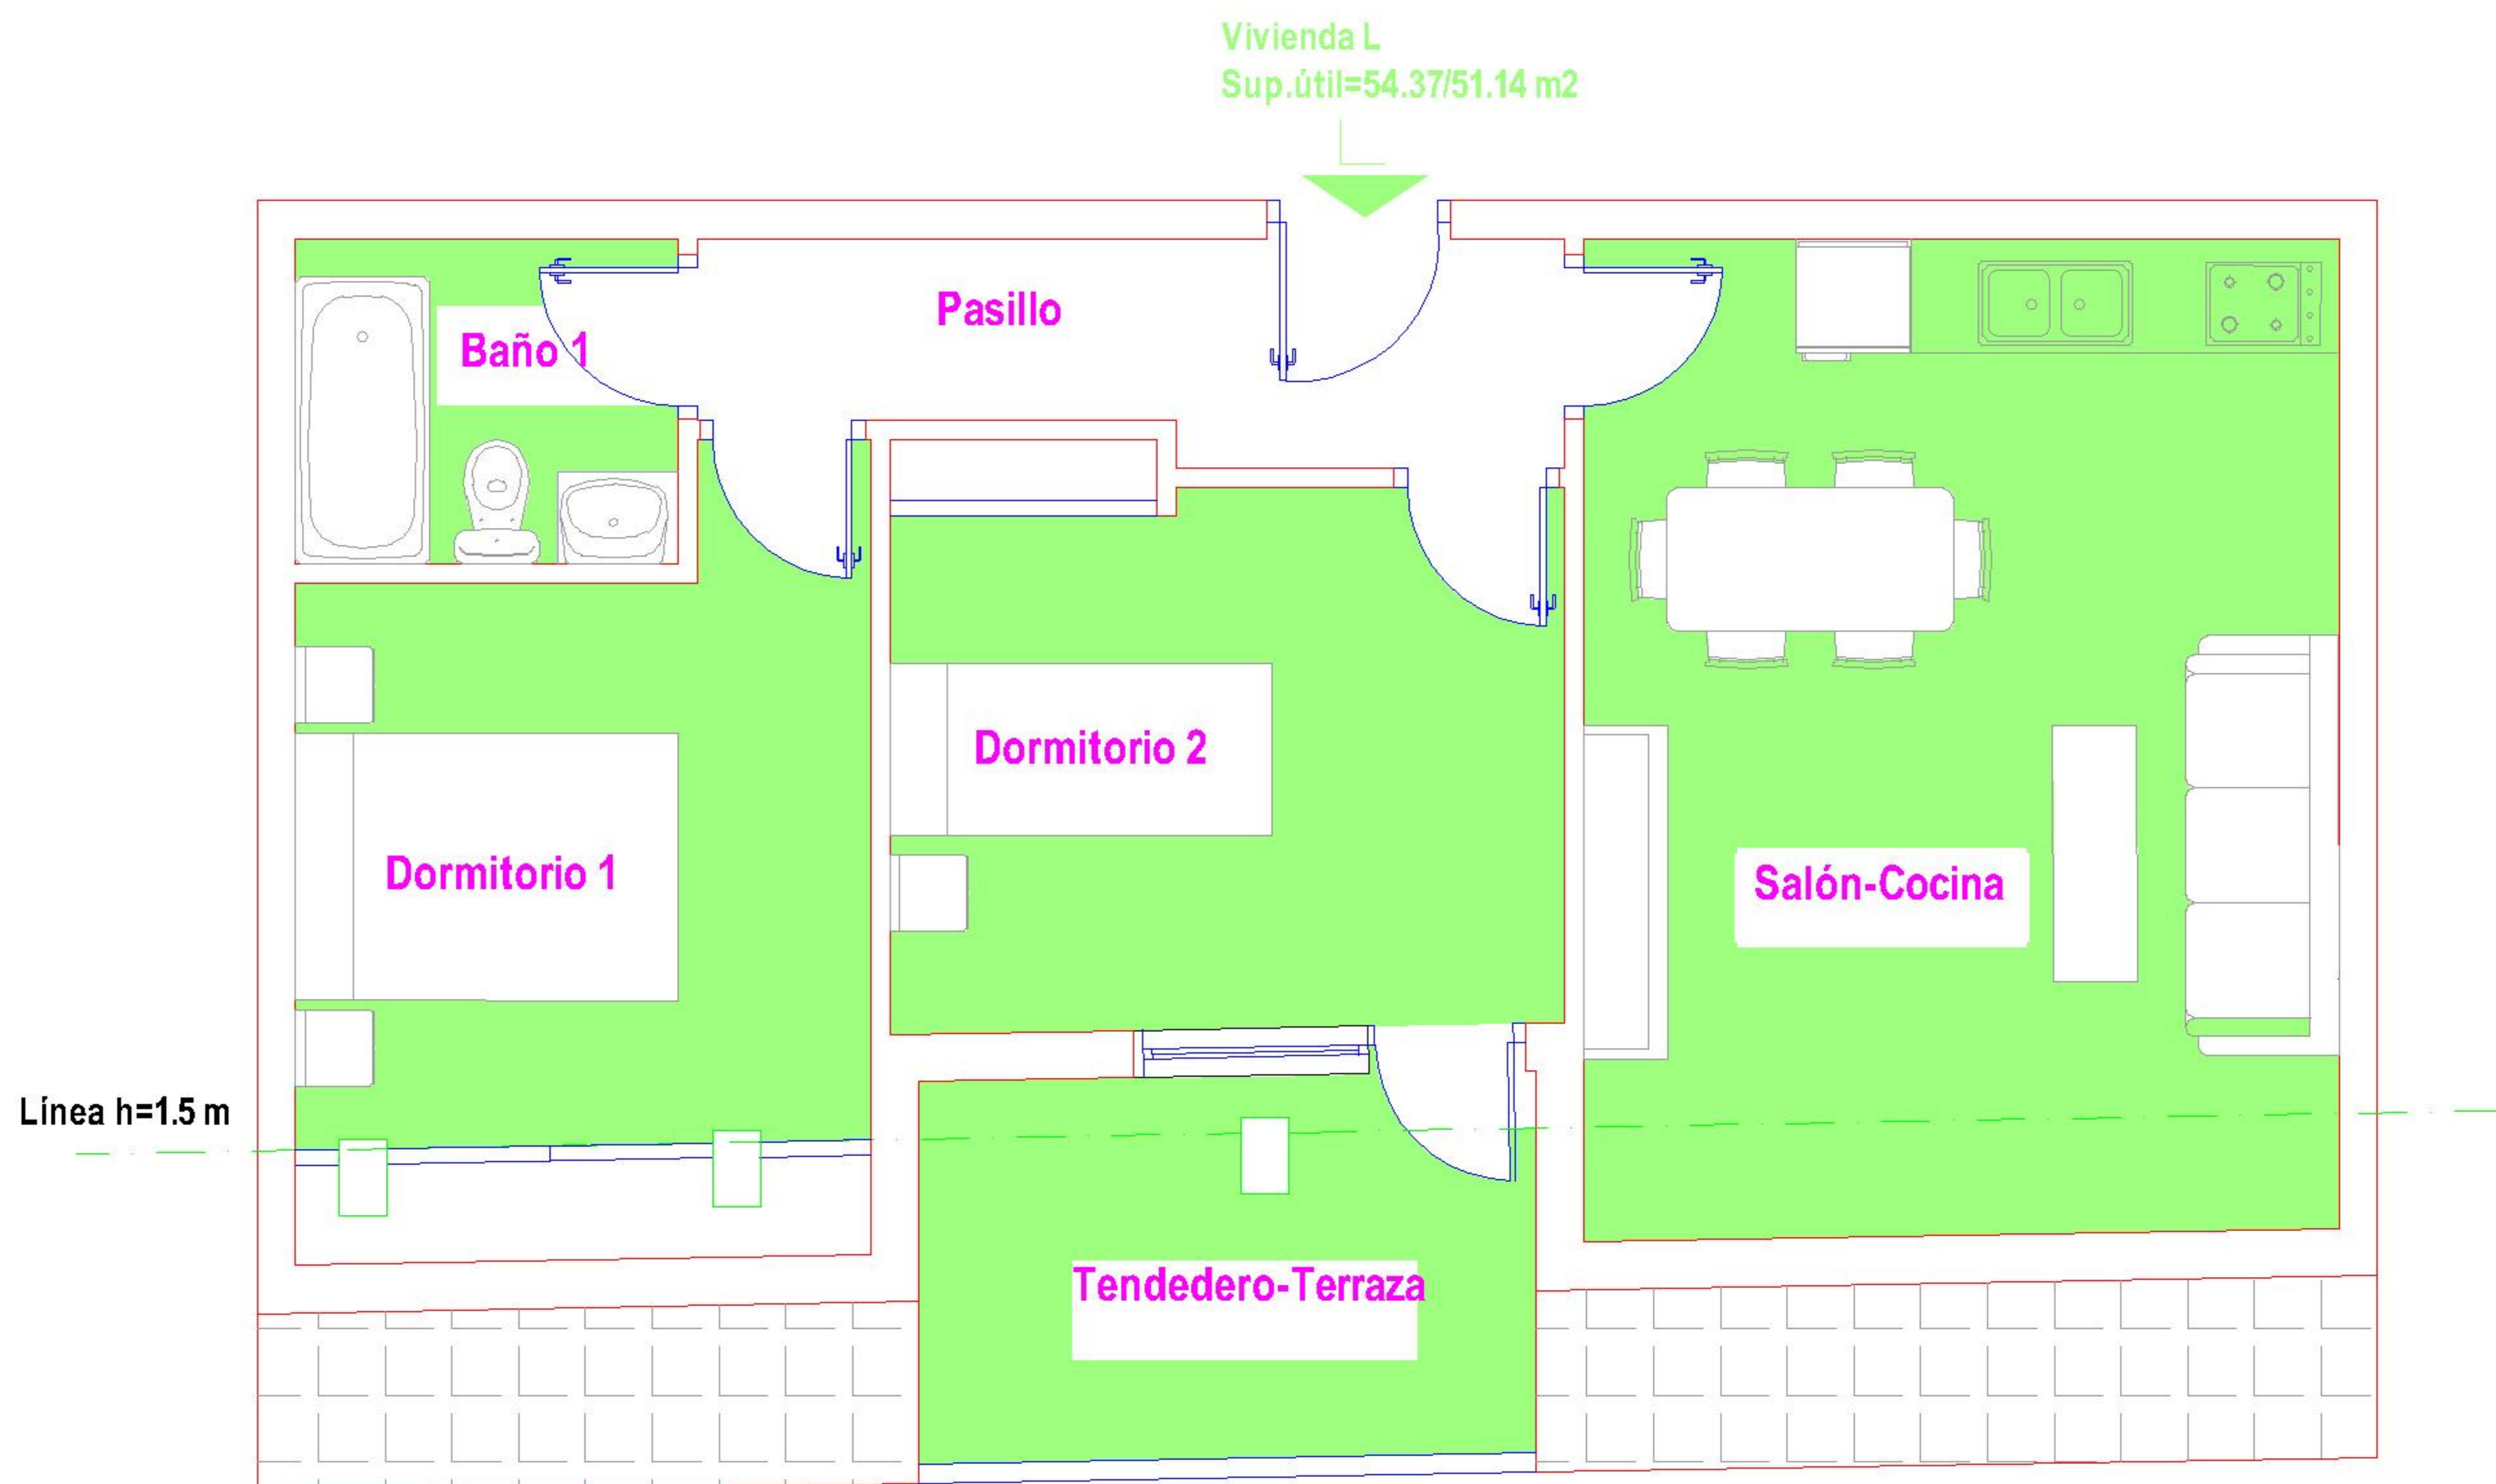 Vivienda L
Sup.útil=54.37/51.14 m2
Pasillo
Baño 1
Dormitorio 2
Dormitorio 1
Salón-Cocina
Línea h=1.5 m
Tendedero-Terraza